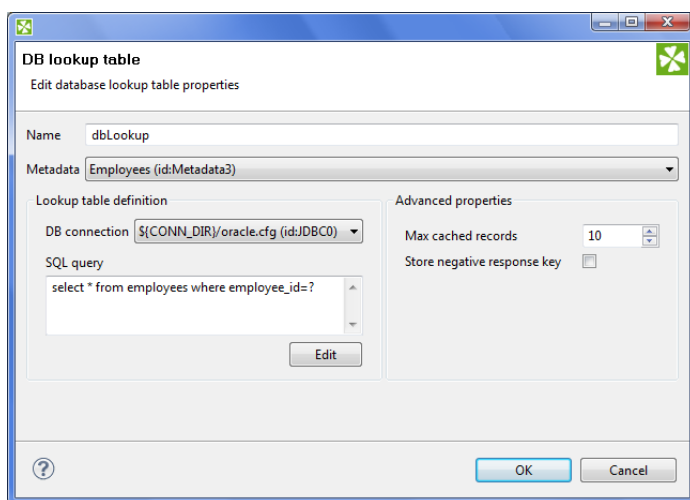 DB lookup table
Edit database lookup table properties
Name dbLookup
Metadata Employees (id:Metadata3)
Lookup table definition
DB connection ${CONN_DIR}/oracle.cfg (id:JDBC0)
SQL query
select * from employees where employee_id=?
Edit
Advanced properties
Max cached records 10
Store negative response key
?
OK Cancel